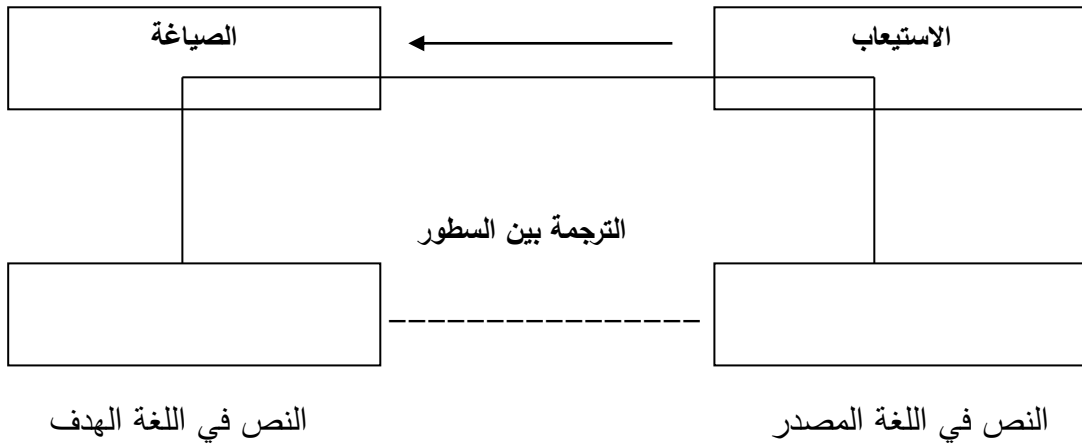 الاستيعاب
الصياغة
الترجمة بين السطور
النص في اللغة المصدر
النص في اللغة الهدف